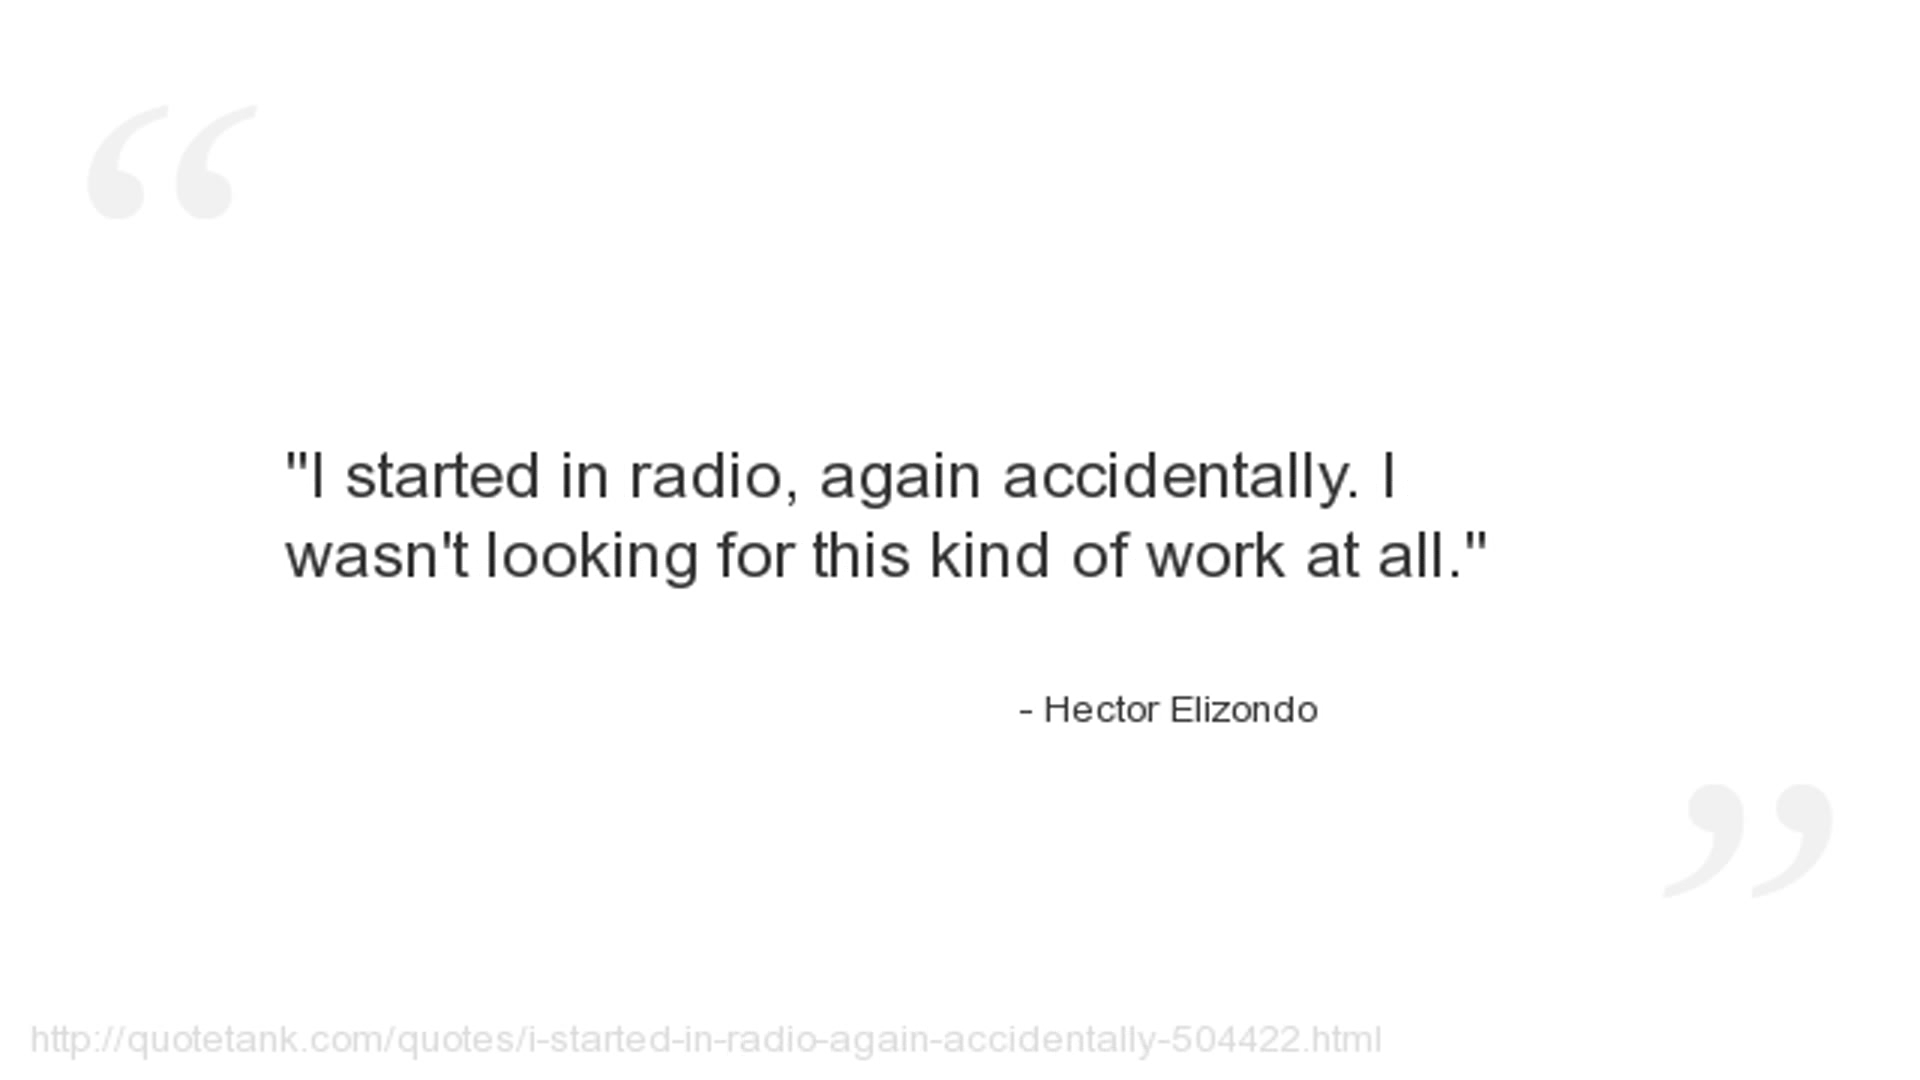 "I started in radio, again accidentally. I
wasn't looking for this kind of work at all."
- Hector Elizondo
http://quotetank.com/quotes/i-started-in-radio-again-accidentally-504422.html